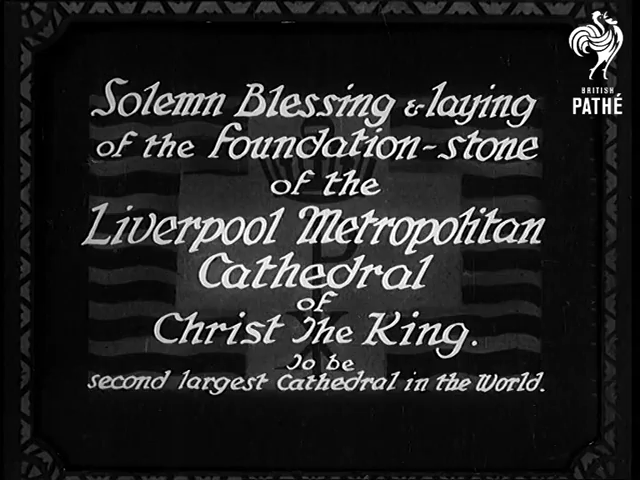 BRITISH
PATHÉ
Solemn Blessing & laying
of the foundation-stone
of the
Liverpool Metropolitan
Cathedral
of
Christ The King.
To be
second largest Cathedral in the World.